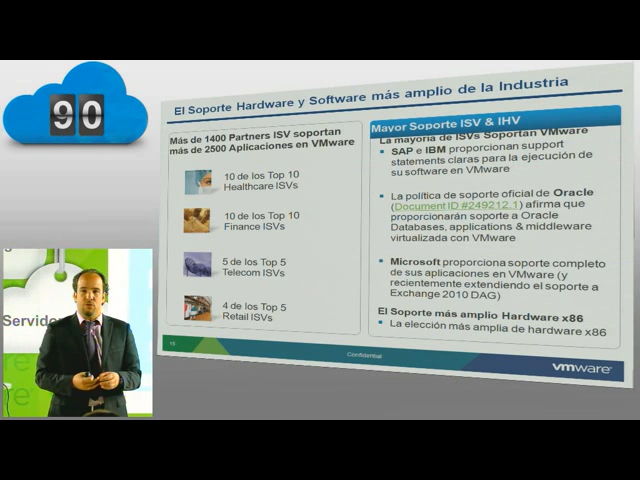 90
El Soporte Hardware y Software más amplio de la Industria
Más de 1400 Partners ISV soportan
más de 2500 Aplicaciones en VMware
10 de los Top 10
Healthcare ISVs
10 de los Top 10
Finance ISVs
5 de los Top 5
Telecom ISVs
4 de los Top 5
Retail ISVs
Mayor Soporte ISV & IHV
La mayoría de ISVs Soportan VMware
• SAP e IBM proporcionan support
statements claras para la ejecución de
su software en VMware
• La política de soporte oficial de Oracle
(Document ID #249212.1) afirma que
proporcionarán soporte a Oracle
Databases, applications & middleware
virtualizada con VMware
• Microsoft proporciona soporte completo
de sus aplicaciones en VMware (y
recientemente extendiendo el soporte a
Exchange 2010 DAG)
El Soporte más amplio Hardware x86
• La elección más amplia de hardware x86
Confidential
vmware
Servido